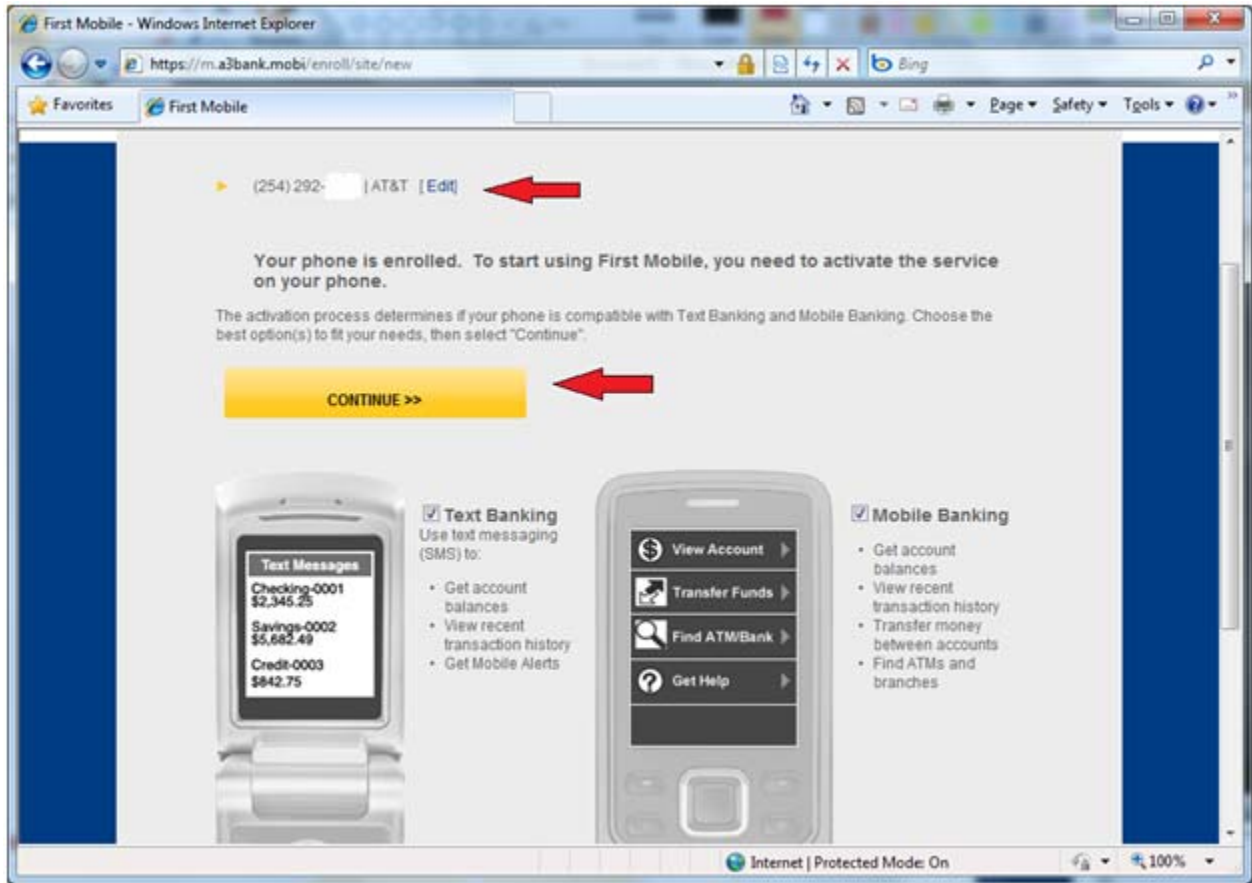 First Mobile - Windows Internet Explorer
https://m.a3bank.mobi/enroll/site/new
Bing
Favorites
First Mobile
Page
Safety
Tools
(254) 292- | AT&T [ Edit]
Your phone is enrolled. To start using First Mobile, you need to activate the service
on your phone.
The activation process determines if your phone is compatible with Text Banking and Mobile Banking. Choose the
best option(s) to fit your needs, then select "Continue".
CONTINUE >>
Text Messages
Checking-0001
$2,345.25
Savings-0002
$5,682.49
Credit-0003
$842.75
Text Banking
Use text messaging
(SMS) to:
• Get account
balances
• View recent
transaction history
• Get Mobile Alerts
View Account
Transfer Funds
Find ATM/Bank
Get Help
Mobile Banking
• Get account
balances
• View recent
transaction history
• Transfer money
between accounts
• Find ATMs and
branches
Internet | Protected Mode: On
100%